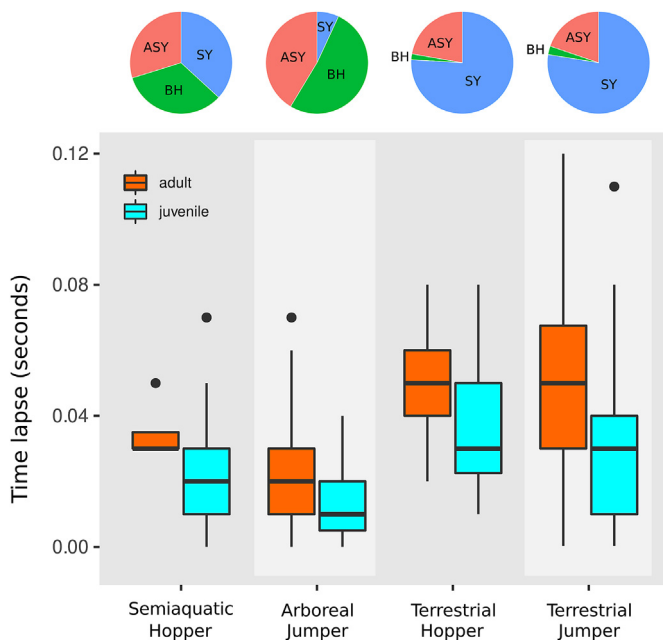 ASY SY BH
ASY SY BH
ASY BH SY
ASY BH SY
Time lapse (seconds)
0.12
0.08
0.04
0.00
adult
juvenile
Semiaquatic
Hopper
Arboreal
Jumper
Terrestrial
Hopper
Terrestrial
Jumper